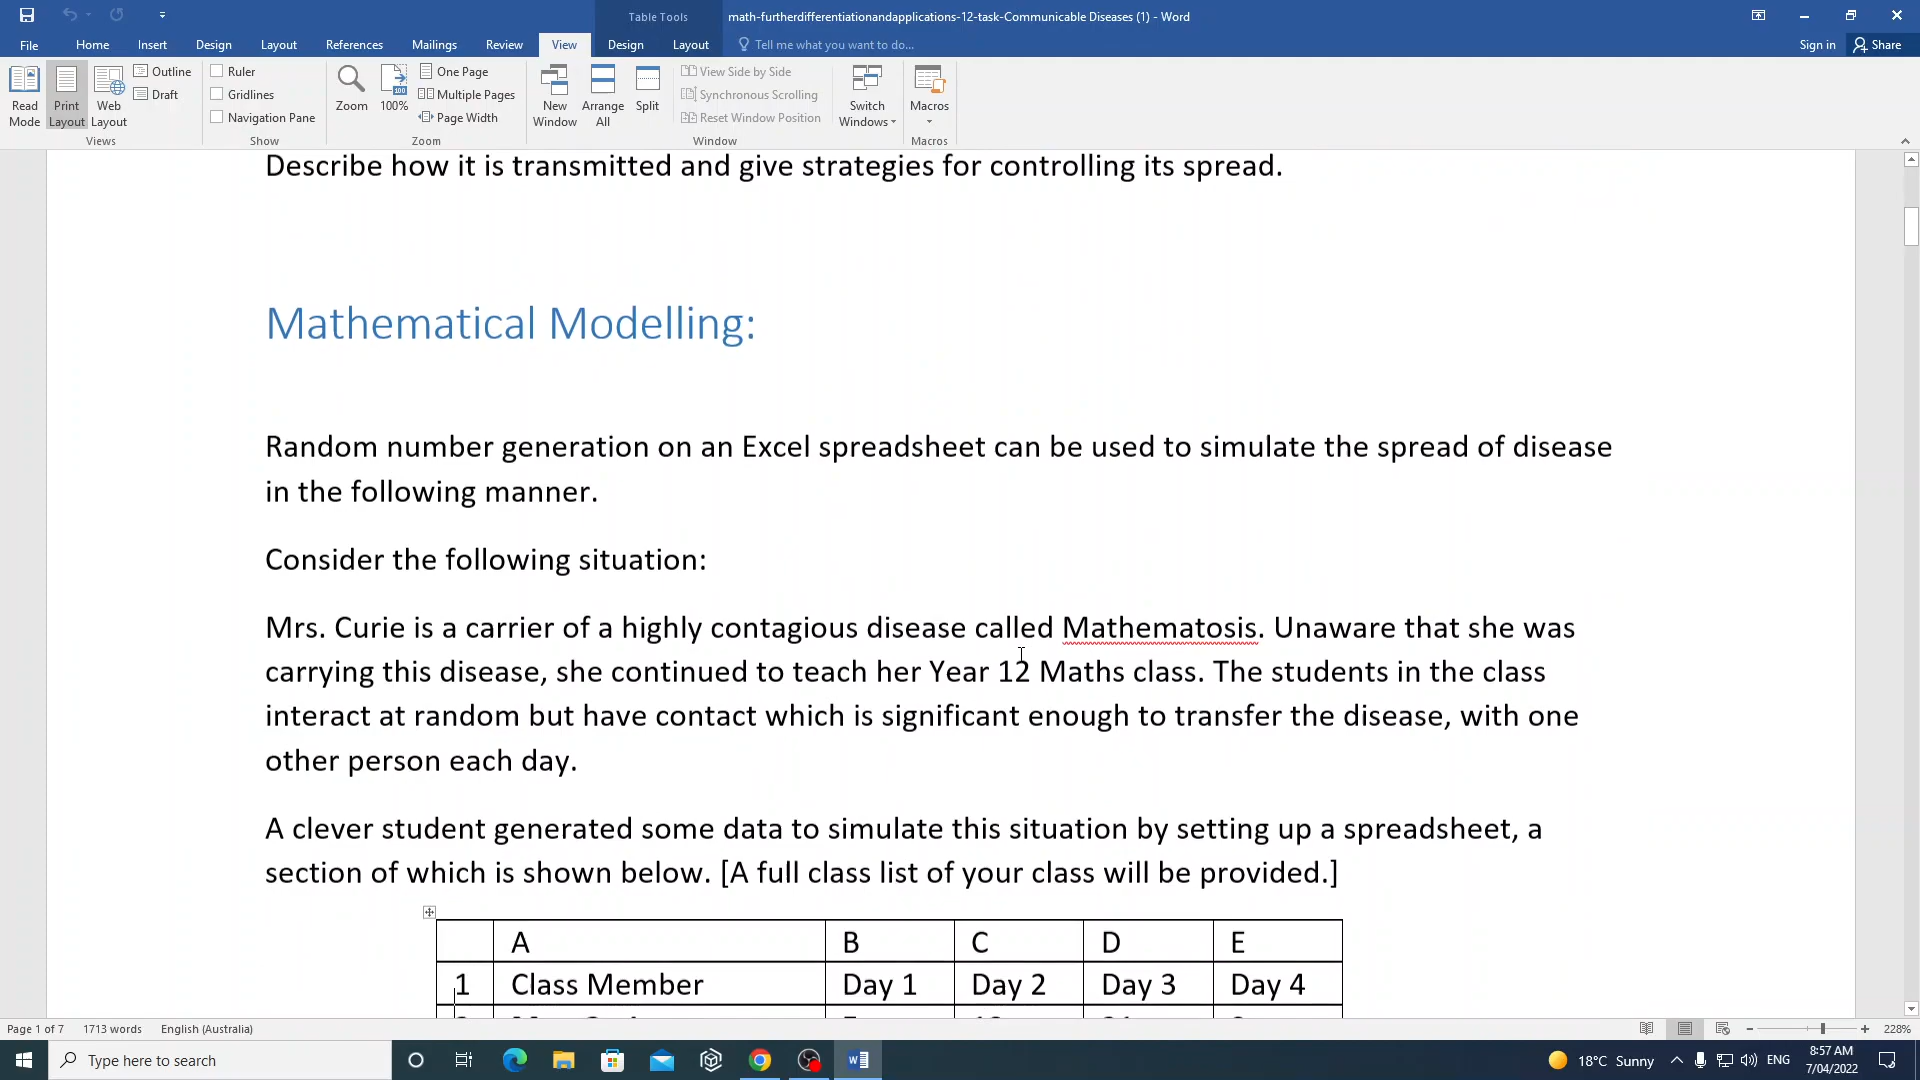 Table Tools
math-furtherdifferentiationandapplications-12-task-Communicable Diseases (1) - Word
File Home Insert Design Layout References Mailings Review View Design Layout Tell me what you want to do... Sign in Share
Read Mode
Print Layout
Web Layout
Outline
Draft
Views
Ruler
Gridlines
Navigation Pane
Show
Zoom
100%
One Page
Multiple Pages
Page Width
Zoom
New Window
Arrange All
Split
View Side by Side
Synchronous Scrolling
Reset Window Position
Window
Switch Windows
Macros
Macros
Describe how it is transmitted and give strategies for controlling its spread.
Mathematical Modelling:
Random number generation on an Excel spreadsheet can be used to simulate the spread of disease
in the following manner.
Consider the following situation:
Mrs. Curie is a carrier of a highly contagious disease called Mathematosis. Unaware that she was
carrying this disease, she continued to teach her Year 12 Maths class. The students in the class
interact at random but have contact which is significant enough to transfer the disease, with one
other person each day.
A clever student generated some data to simulate this situation by setting up a spreadsheet, a
section of which is shown below. [A full class list of your class will be provided.]
A B C D E
1 Class Member Day 1 Day 2 Day 3 Day 4
Page 1 of 7 1713 words English (Australia) 228%
Type here to search 18°C Sunny ENG 8:57 AM
7/04/2022